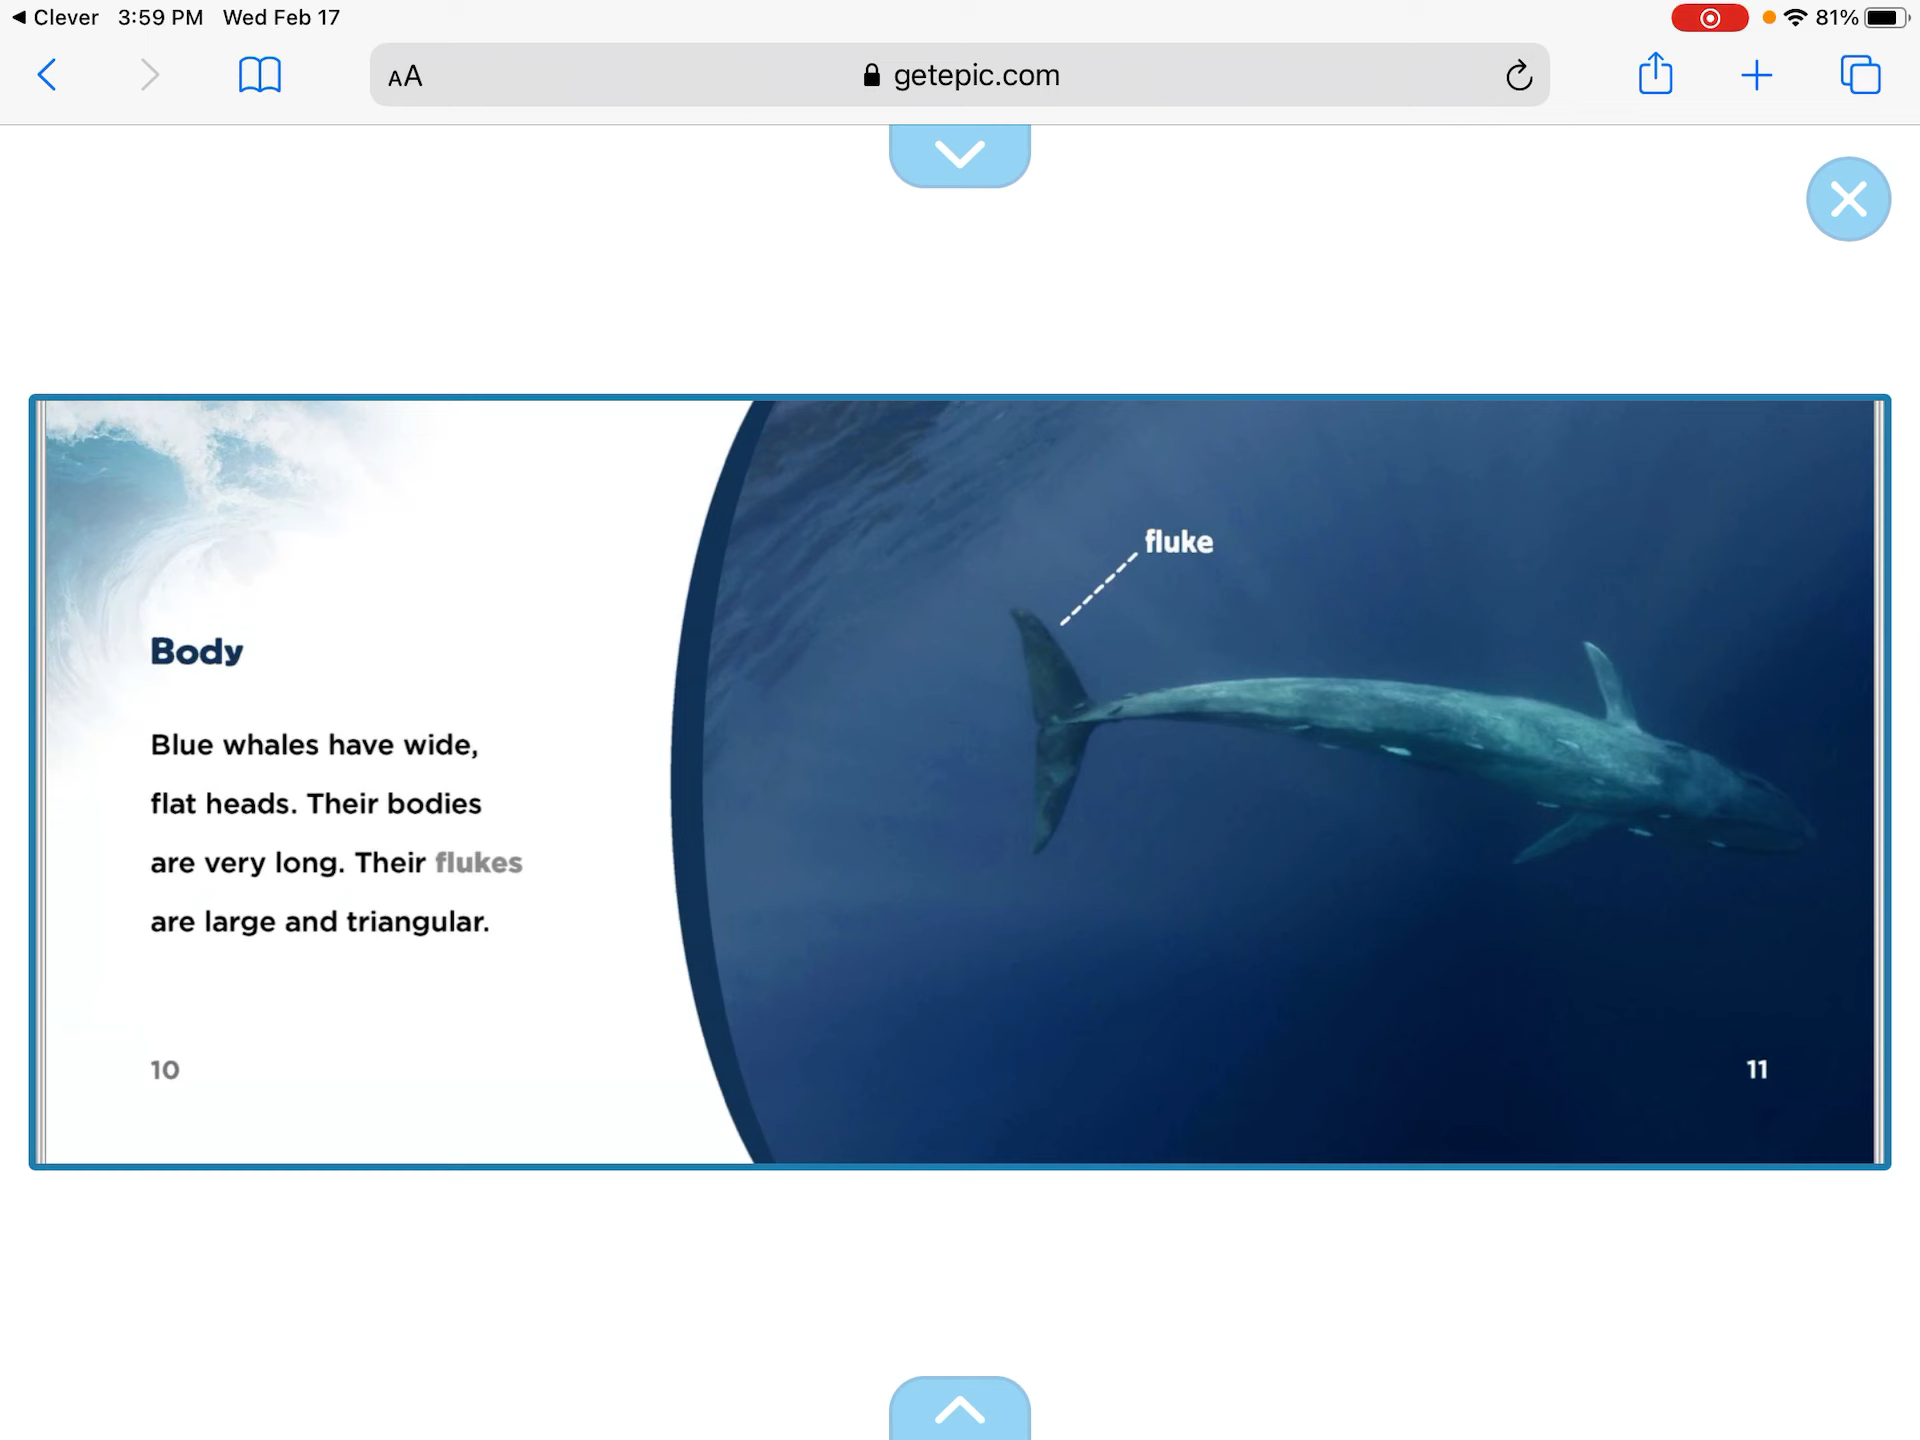 Clever 3:59 PM Wed Feb 17 81%
AA getepic.com
fluke
Body
Blue whales have wide,
flat heads. Their bodies
are very long. Their flukes
are large and triangular.
10
11